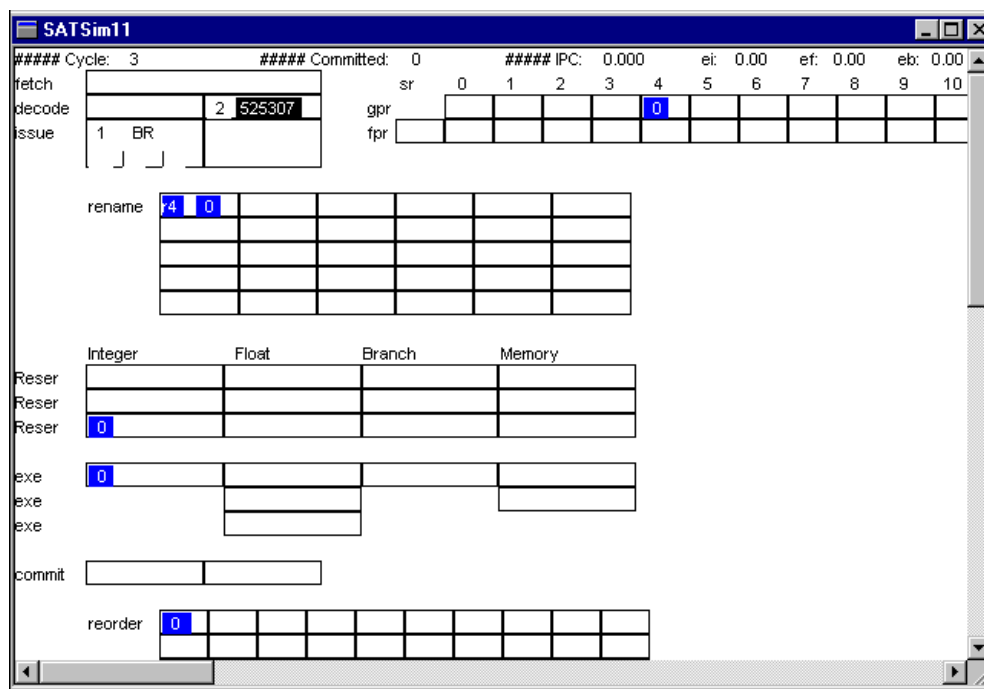 SATSim11
##### Cycle: 3 ##### Committed: 0 ##### IPC: 0.000 ei: 0.00 ef: 0.00 eb: 0.00
fetch sr 0 1 2 3 4 5 6 7 8 9 10
decode 2 525307 gpr 0
issue 1 BR fpr
rename r4 0
Integer Float Branch Memory
Reser
Reser
Reser 0
exe 0
exe
exe
commit
reorder 0